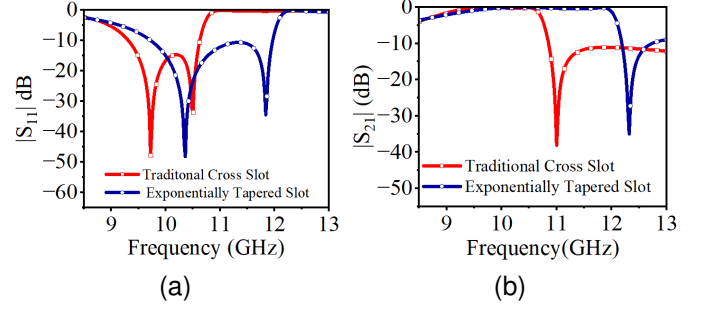 0
−10
−20
−30
−40
−50
−60
|S11| dB
Traditonal Cross Slot
Exponentially Tapered Slot
9 10 11 12 13
Frequency (GHz)
(a)
0
−10
−20
−30
−40
−50
|S21| (dB)
Traditional Cross Slot
Exponentially Tapered Slot
9 10 11 12 13
Frequency(GHz)
(b)